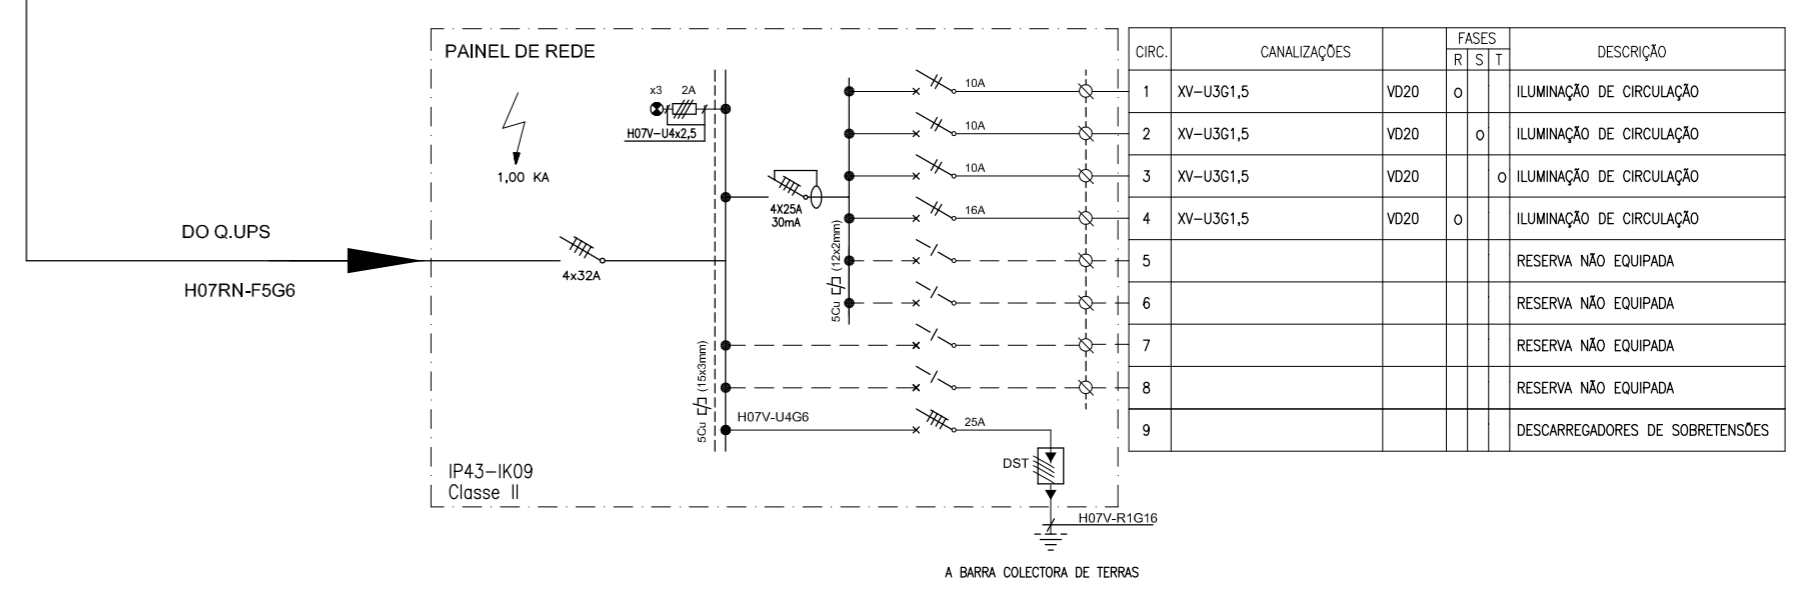 PAINEL DE REDE
x3 2A
H07V-U4x2,5
1,00 KA
DO Q.UPS
H07RN-F5G6
4x32A
4X25A
30mA
5Cu (12x2mm)
5Cu (15x3mm)
10A
10A
10A
16A
H07V-U4G6
25A
DST
IP43-IK09
Classe II
H07V-R1G16
A BARRA COLECTORA DE TERRAS
CIRC. CANALIZAÇÕES FASES DESCRIÇÃO
R S T
1 XV-U3G1,5 VD20 O ILUMINAÇÃO DE CIRCULAÇÃO
2 XV-U3G1,5 VD20 O ILUMINAÇÃO DE CIRCULAÇÃO
3 XV-U3G1,5 VD20 O ILUMINAÇÃO DE CIRCULAÇÃO
4 XV-U3G1,5 VD20 O ILUMINAÇÃO DE CIRCULAÇÃO
5 RESERVA NÃO EQUIPADA
6 RESERVA NÃO EQUIPADA
7 RESERVA NÃO EQUIPADA
8 RESERVA NÃO EQUIPADA
9 DESCARREGADORES DE SOBRETENSÕES